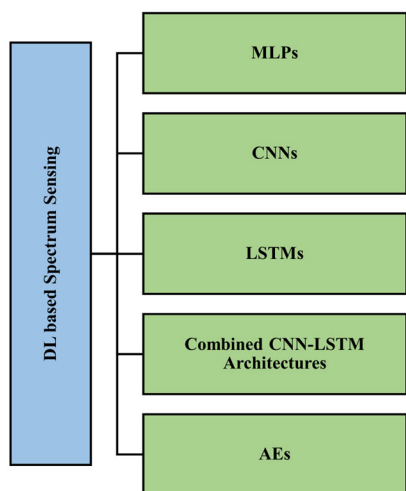 DL based Spectrum Sensing
MLPs
CNNs
LSTMs
Combined CNN-LSTM
Architectures
AEs